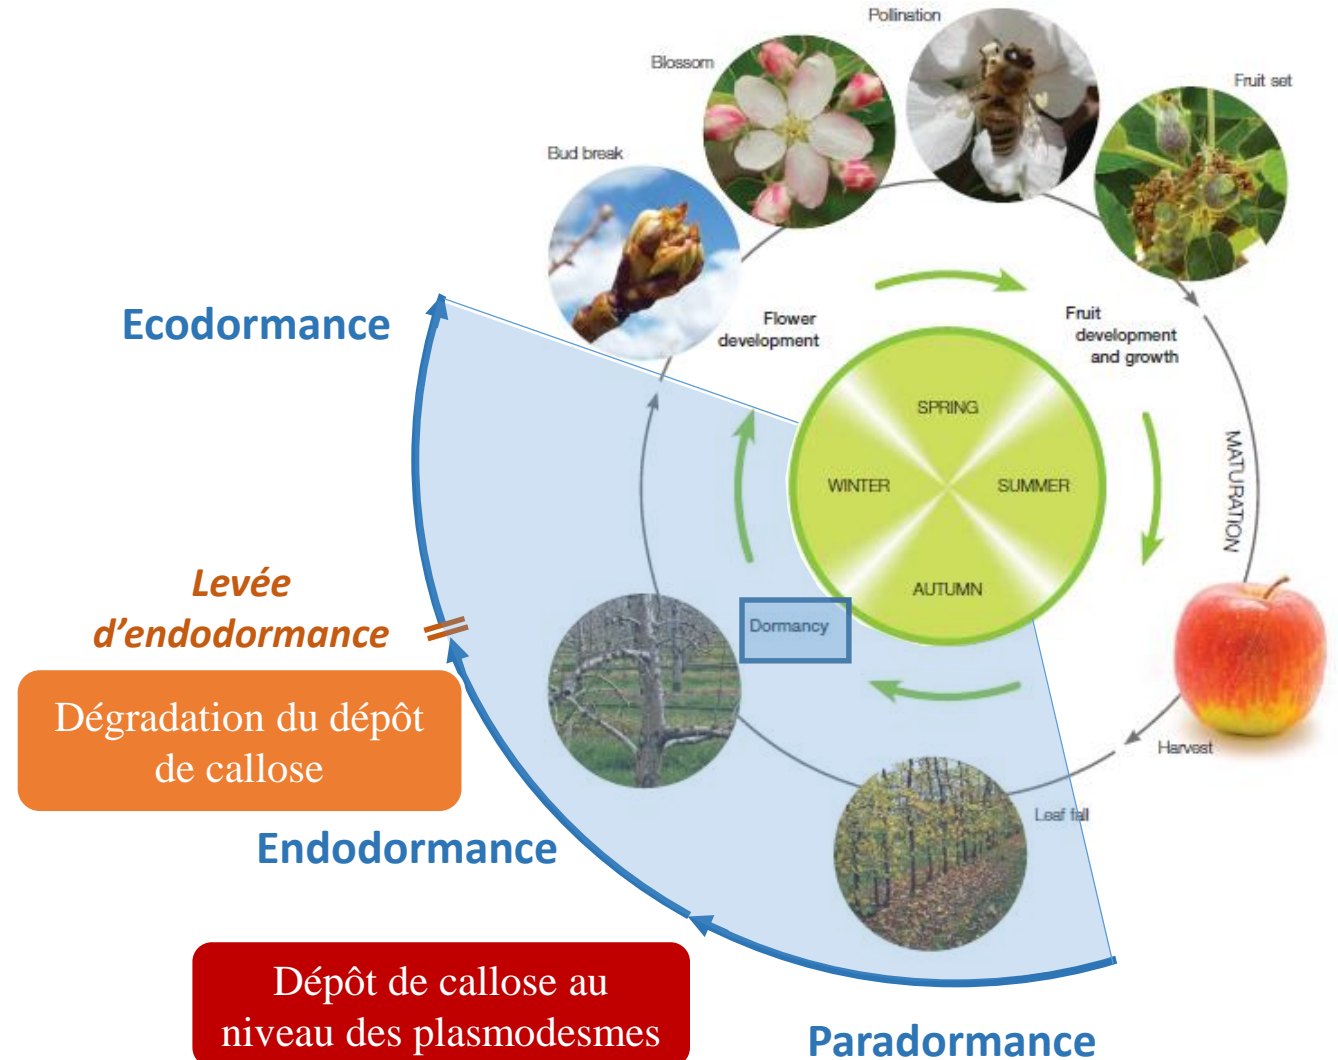 Pollination
Blossom
Fruit set
Bud break
Ecodormance
Flower
development
Fruit
development
and growth
SPRING
WINTER
SUMMER
AUTUMN
MATURATION
Levée
d’endodormance
Dormancy
Dégradation du dépôt
de callose
Harvest
Leaf fall
Endodormance
Dépôt de callose au
niveau des plasmodesmes
Paradormance